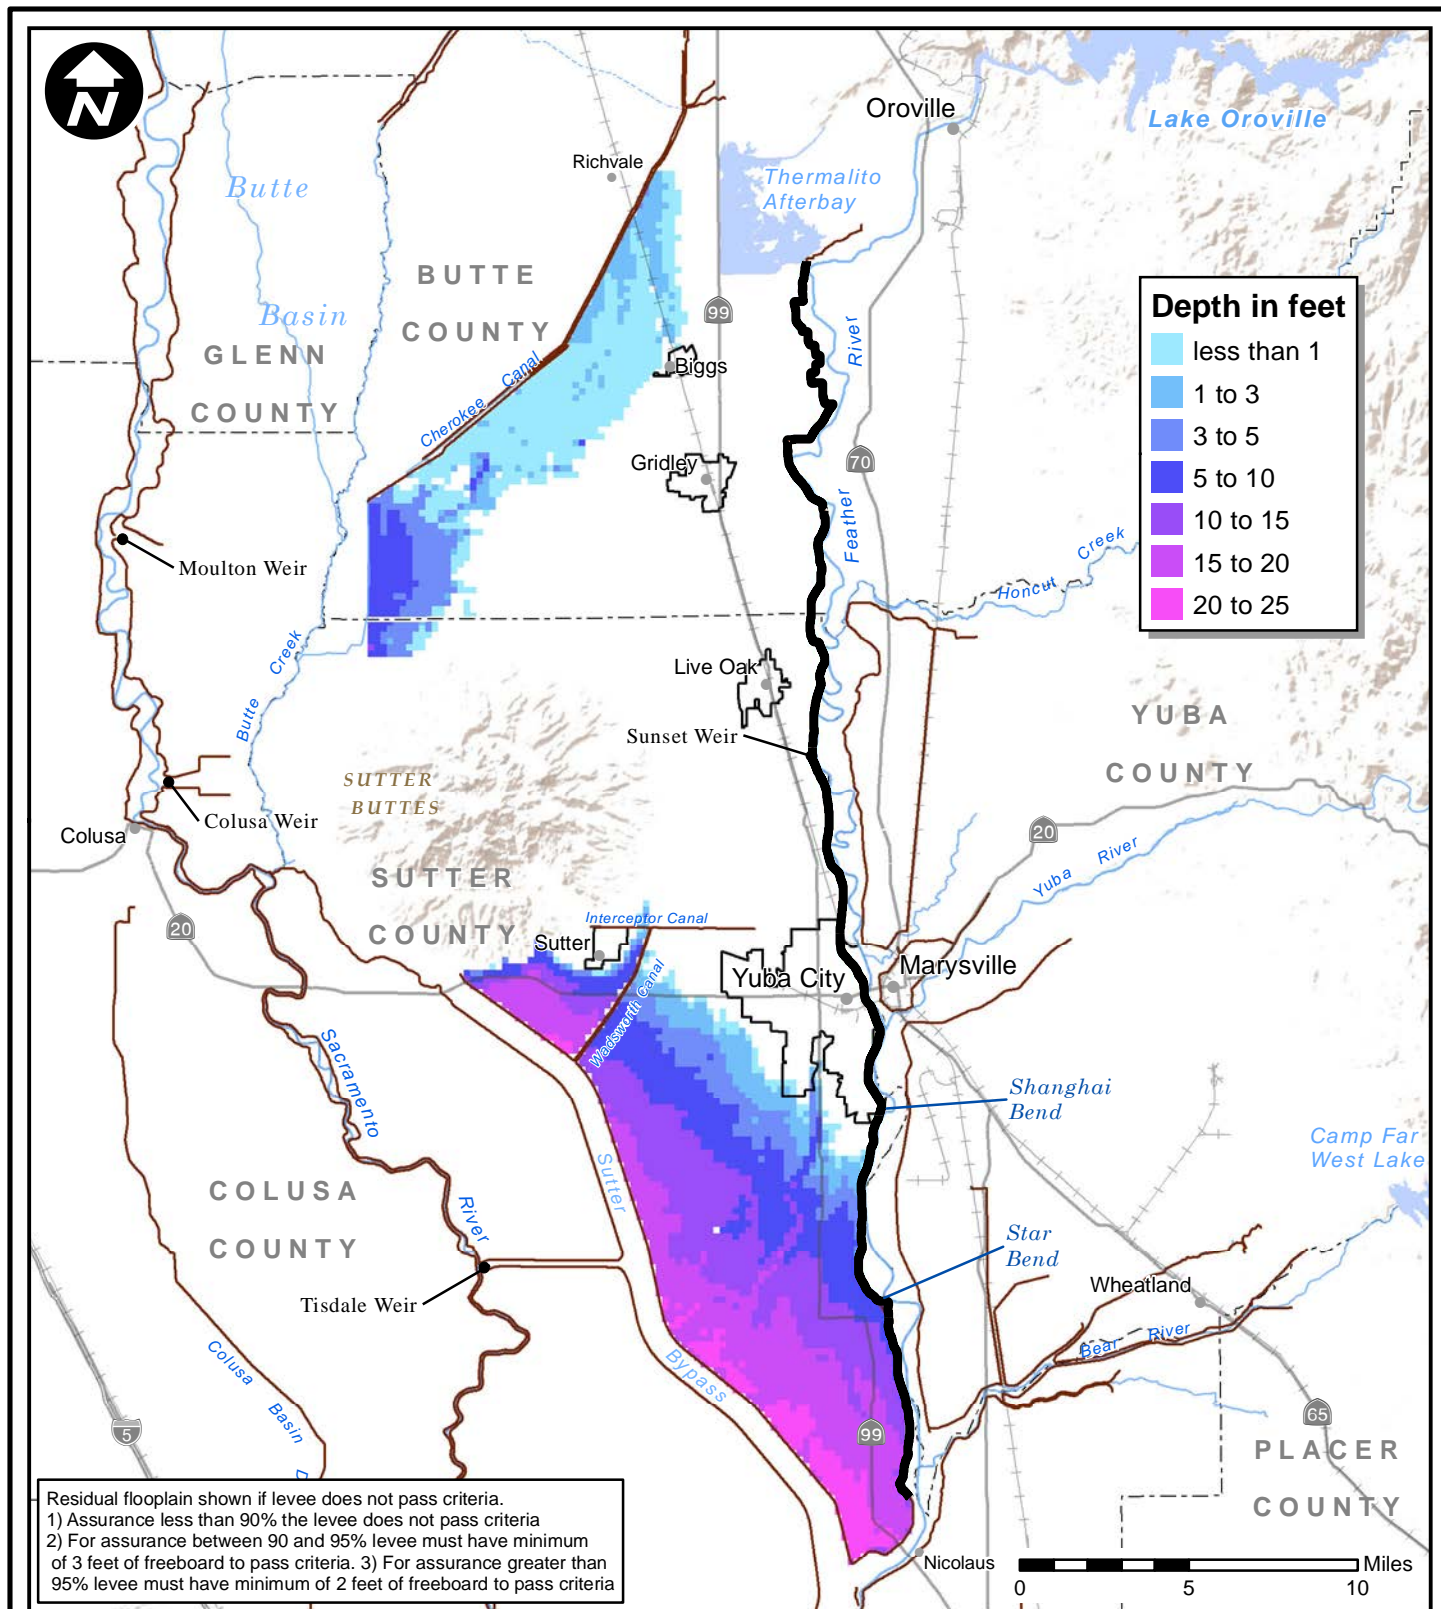 N
Oroville
Lake Oroville
Richvale
Thermalito
Afterbay
Butte
Basin
BUTTE
COUNTY
GLENN
COUNTY
99
River
Depth in feet
less than 1
1 to 3
3 to 5
5 to 10
10 to 15
15 to 20
20 to 25
Biggs
Cherokee Canal
Gridley
70
Feather
Moulton Weir
Honcut Creek
Butte Creek
Live Oak
Sunset Weir
YUBA
COUNTY
SUTTER
BUTTES
Colusa Weir
Colusa
20
Yuba River
SUTTER
COUNTY
20
Interceptor Canal
Sutter
Wadsworth Canal
Yuba City
Marysville
Sacramento
River
Shanghai
Bend
Camp Far
West Lake
Sutter
Bypass
COLUSA
COUNTY
Star
Bend
Wheatland
Tisdale Weir
Bear River
Colusa Basin D
5
99
65
PLACER
COUNTY
Residual flooplain shown if levee does not pass criteria.
1) Assurance less than 90% the levee does not pass criteria
2) For assurance between 90 and 95% levee must have minimum
of 3 feet of freeboard to pass criteria. 3) For assurance greater than
95% levee must have minimum of 2 feet of freeboard to pass criteria
Nicolaus
Miles
0 5 10